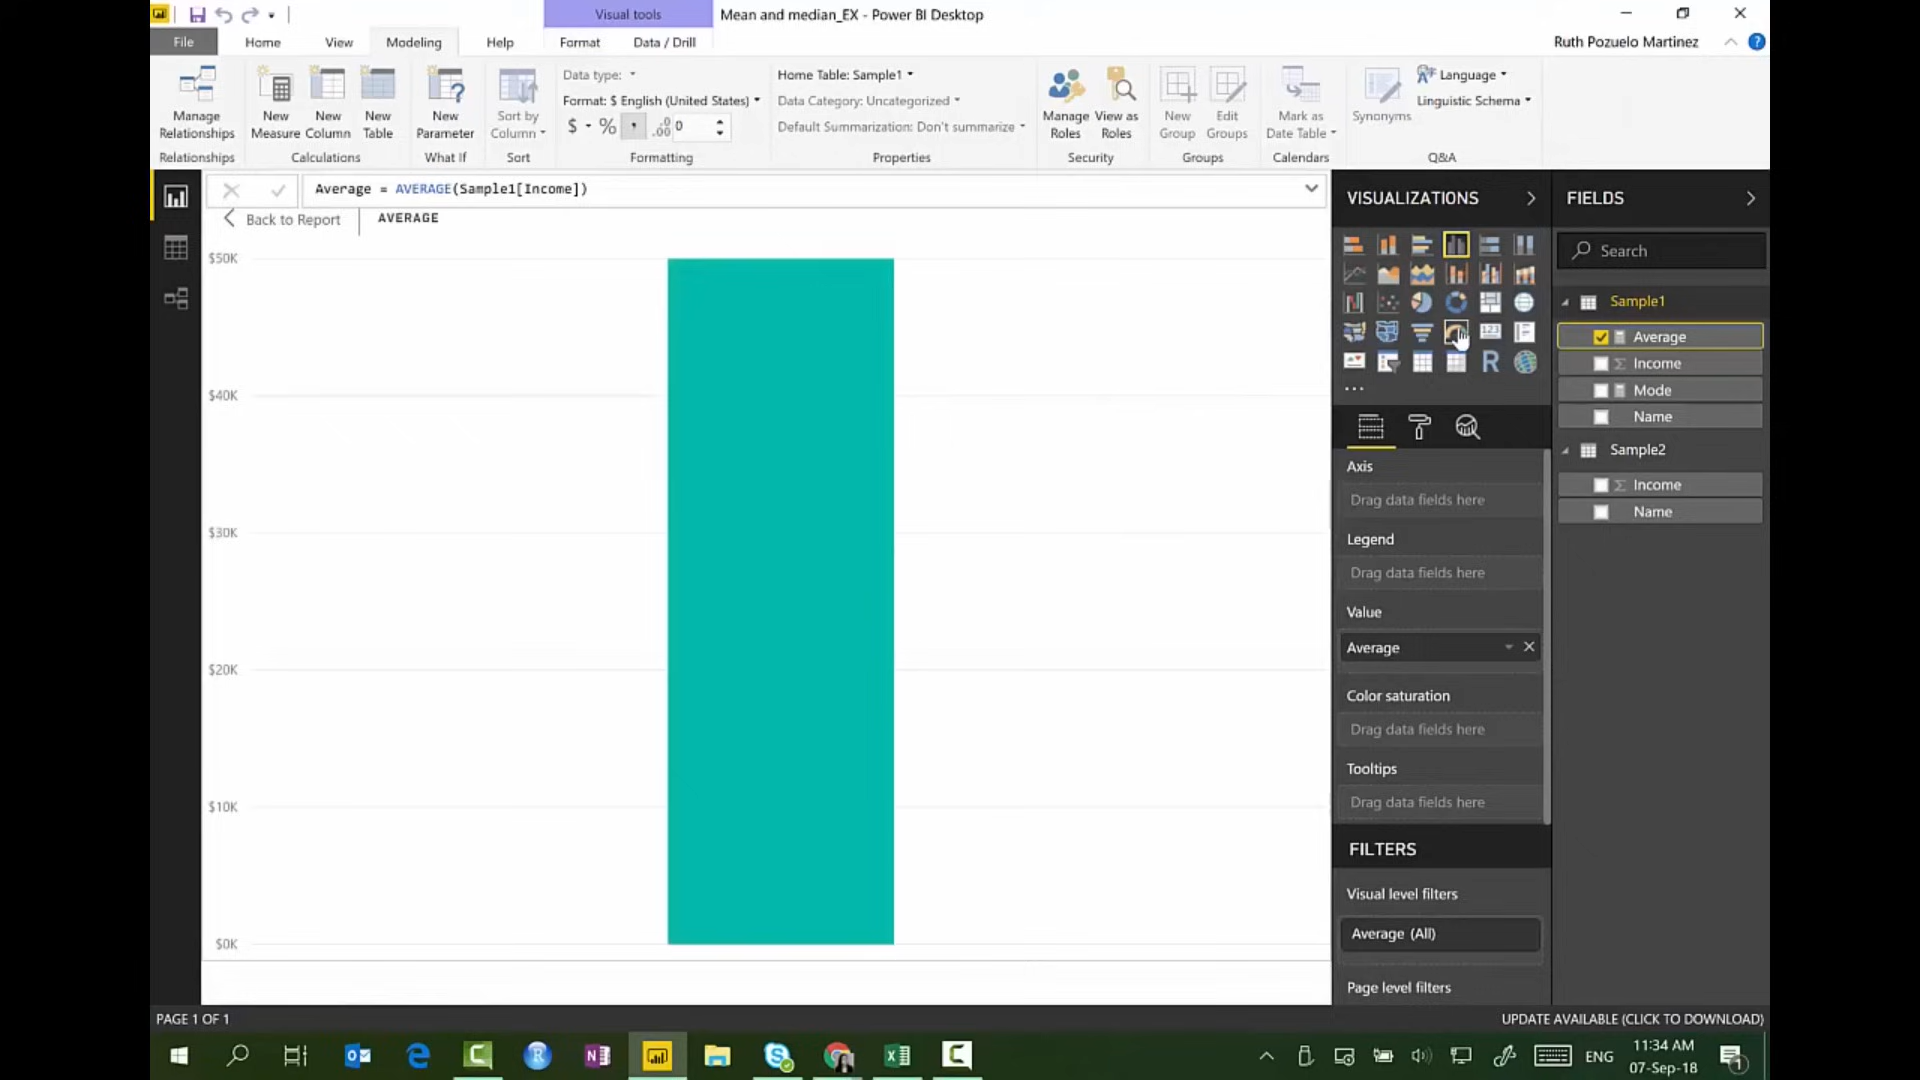 Visual tools
Mean and median_EX - Power BI Desktop
File
Home
View
Modeling
Help
Format
Data / Drill
Ruth Pozuelo Martinez
Manage Relationships
New Measure
New Column
New Table
New Parameter
Sort by Column
Data type:
Format: $ English (United States)
$ % , .00 0
Home Table: Sample1
Data Category: Uncategorized
Default Summarization: Don't summarize
Manage Roles
View as Roles
New Group
Edit Groups
Mark as Date Table
Synonyms
Language
Linguistic Schema
Relationships
Calculations
What If
Sort
Formatting
Properties
Security
Groups
Calendars
Q&A
Average = AVERAGE(Sample1[Income])
Back to Report
AVERAGE
$50K
$40K
$30K
$20K
$10K
$0K
VISUALIZATIONS
123
R
Axis
Drag data fields here
Legend
Drag data fields here
Value
Average
Color saturation
Drag data fields here
Tooltips
Drag data fields here
FILTERS
Visual level filters
Average (All)
Page level filters
FIELDS
Search
Sample1
Average
Income
Mode
Name
Sample2
Income
Name
PAGE 1 OF 1
UPDATE AVAILABLE (CLICK TO DOWNLOAD)
ENG
11:34 AM
07-Sep-18
1